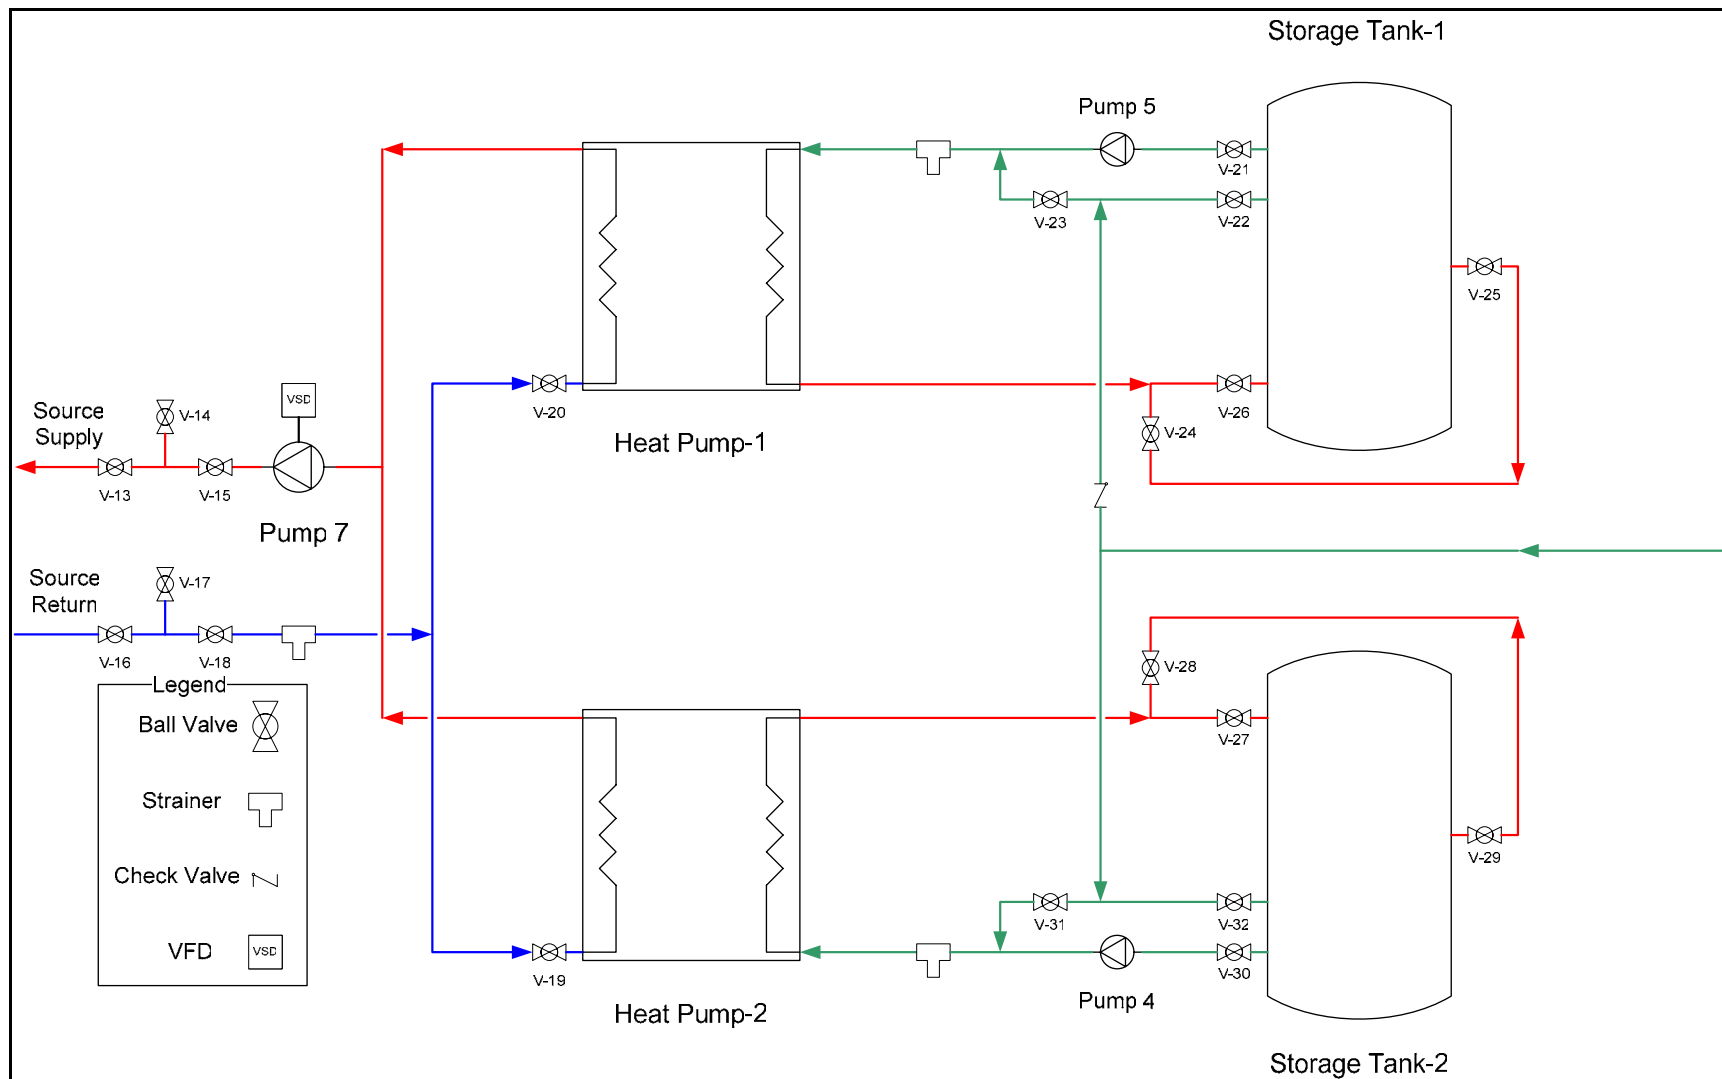 Storage Tank-1
Pump 5
V-21
V-23
V-22
V-25
V-20
V-26
V-24
Heat Pump-1
VSD
Source
Supply
V-14
V-13
V-15
Pump 7
Source
Return
V-17
V-16
V-18
Legend
Ball Valve
Strainer
Check Valve
VFD
VSD
V-28
V-27
V-29
V-31
V-32
V-19
V-30
Heat Pump-2
Pump 4
Storage Tank-2